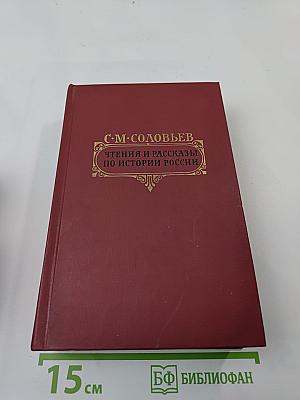 С·М·СОЛОВЬЕВ
ЧТЕНИЯ И РАССКАЗЫ
ПО ИСТОРИИ РОССИИ
15 см
БФ БИБЛИОФАН